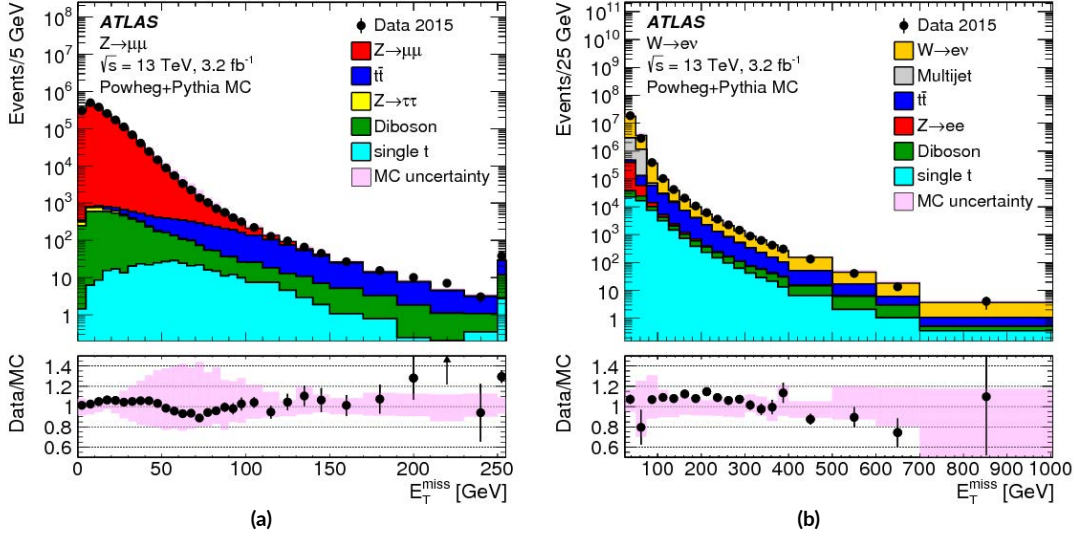 Events/5 GeV
10⁸
10⁷
10⁶
10⁵
10⁴
10³
10²
10
1
ATLAS
Z→μμ
√s = 13 TeV, 3.2 fb⁻¹
Powheg+Pythia MC
Data 2015
Z→μμ
tt̄
Z→ττ
Diboson
single t
MC uncertainty
Data/MC
1.4
1.2
1.0
0.8
0.6
0 50 100 150 200 250
E_T^miss [GeV]
(a)
Events/25 GeV
10¹¹
10¹⁰
10⁹
10⁸
10⁷
10⁶
10⁵
10⁴
10³
10²
10
1
ATLAS
W→eν
√s = 13 TeV, 3.2 fb⁻¹
Powheg+Pythia MC
Data 2015
W→eν
Multijet
tt̄
Z→ee
Diboson
single t
MC uncertainty
Data/MC
1.4
1.2
1.0
0.8
0.6
100 200 300 400 500 600 700 800 900 1000
E_T^miss [GeV]
(b)